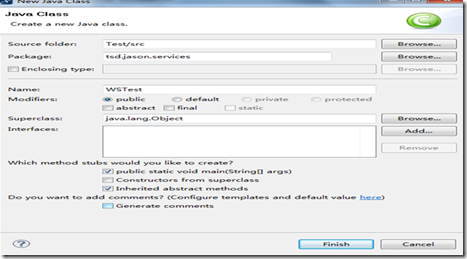 New Java Class
Java Class
Create a new Java class.
Source folder: Test/src Browse...
Package: tsd.jason.services Browse...
Enclosing type: Browse...
Name: WSTest
Modifiers: public default private protected
abstract final static
Superclass: java.lang.Object Browse...
Interfaces: Add...
Remove
Which method stubs would you like to create?
public static void main(String[] args)
Constructors from superclass
Inherited abstract methods
Do you want to add comments? (Configure templates and default value here)
Generate comments
? Finish Cancel